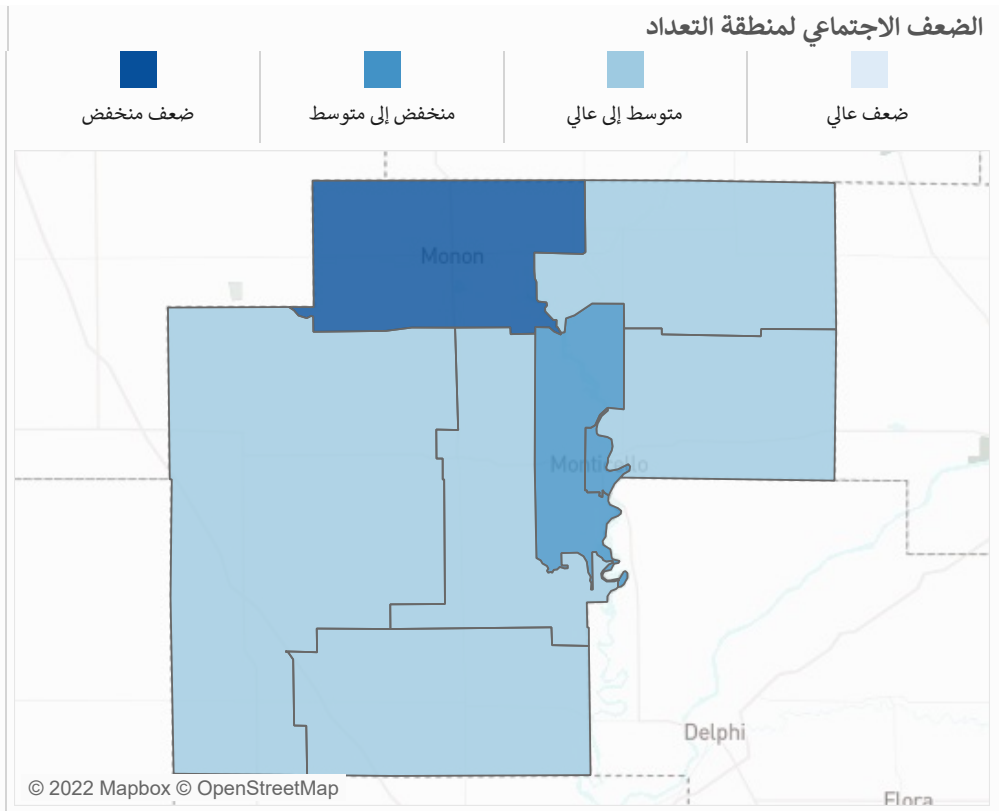 الضعف الاجتماعي لمنطقة التعداد
ضعف عالي
متوسط إلى عالي
منخفض إلى متوسط
ضعف منخفض
Monon
Monticello
Delphi
© 2022 Mapbox © OpenStreetMap
Flora